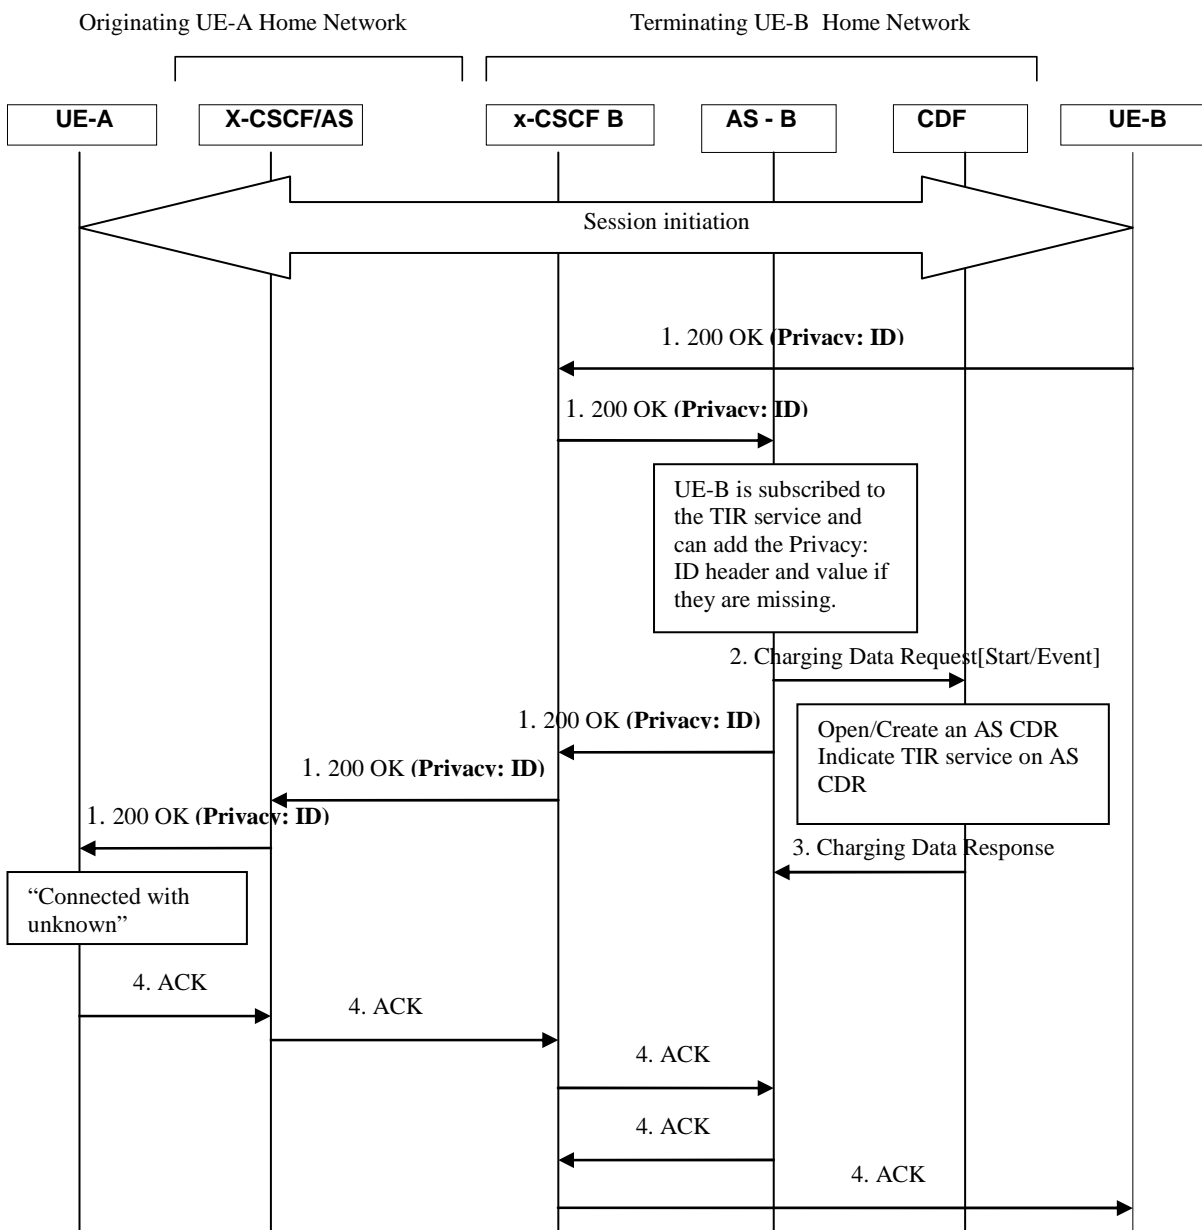 Originating UE-A Home Network
Terminating UE-B Home Network
UE-A
X-CSCF/AS
x-CSCF B
AS - B
CDF
UE-B
Session initiation
1. 200 OK (Privacy: ID)
1. 200 OK (Privacy: ID)
UE-B is subscribed to
the TIR service and
can add the Privacy:
ID header and value if
they are missing.
2. Charging Data Request[Start/Event]
1. 200 OK (Privacy: ID)
Open/Create an AS CDR
Indicate TIR service on AS
CDR
1. 200 OK (Privacy: ID)
1. 200 OK (Privacy: ID)
3. Charging Data Response
“Connected with
unknown”
4. ACK
4. ACK
4. ACK
4. ACK
4. ACK